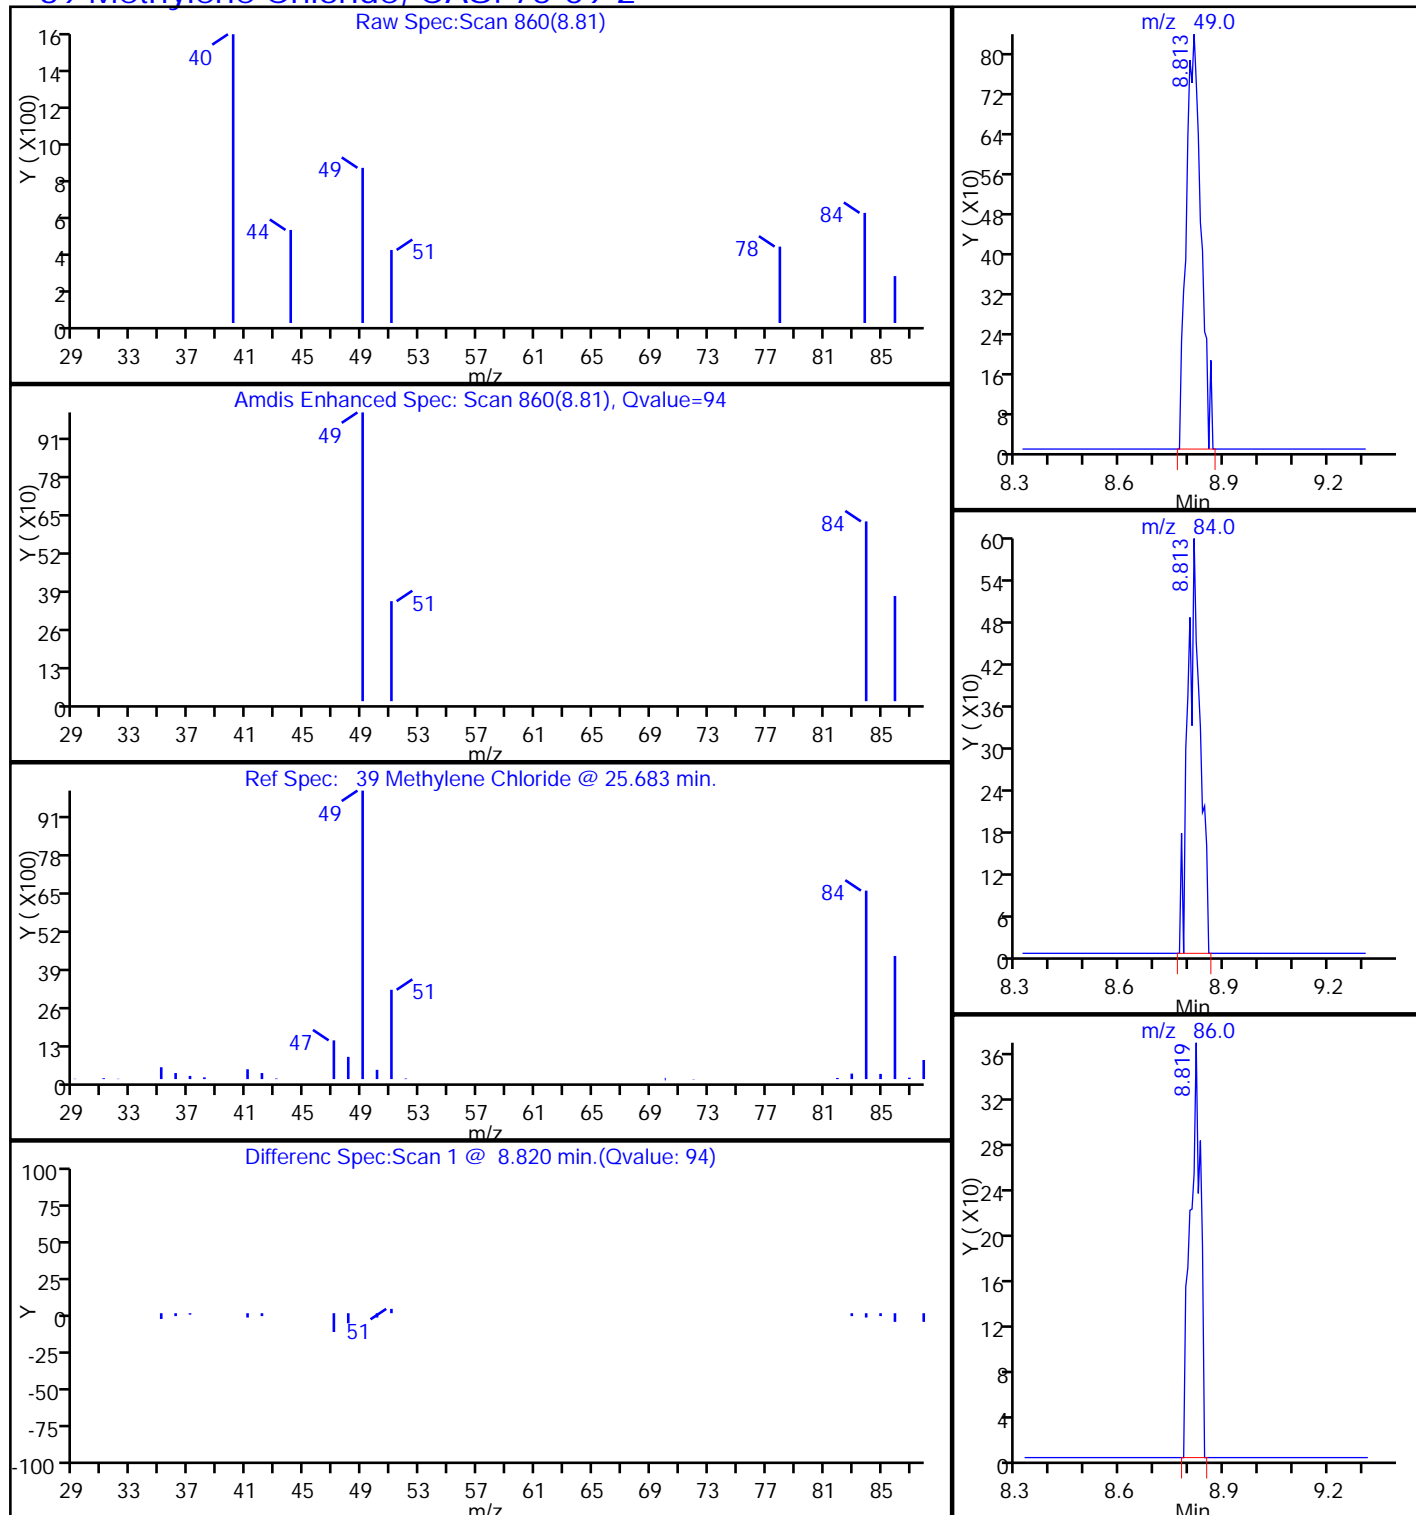 Raw Spec:Scan 860(8.81)
16
14
12
10
8
6
4
2
0
Y ( X100)
40
44
49
51
78
84
29 33 37 41 45 49 53 57 61 65 69 73 77 81 85
m/z
Amdis Enhanced Spec: Scan 860(8.81), Qvalue=94
91
78
65
52
39
26
13
0
Y ( X10)
49
51
84
29 33 37 41 45 49 53 57 61 65 69 73 77 81 85
m/z
Ref Spec: 39 Methylene Chloride @ 25.683 min.
91
78
65
52
39
26
13
0
Y ( X100)
47
49
51
84
29 33 37 41 45 49 53 57 61 65 69 73 77 81 85
m/z
Differenc Spec:Scan 1 @ 8.820 min.(Qvalue: 94)
100
75
50
25
0
-25
-50
-75
-100
Y
51
29 33 37 41 45 49 53 57 61 65 69 73 77 81 85
m/z
m/z 49.0
80
72
64
56
48
40
32
24
16
8
0
Y ( X10)
8.813
8.3 8.6 8.9 9.2
Min
m/z 84.0
60
54
48
42
36
30
24
18
12
6
0
Y ( X10)
8.813
8.3 8.6 8.9 9.2
Min
m/z 86.0
36
32
28
24
20
16
12
8
4
0
Y ( X10)
8.819
8.3 8.6 8.9 9.2
Min